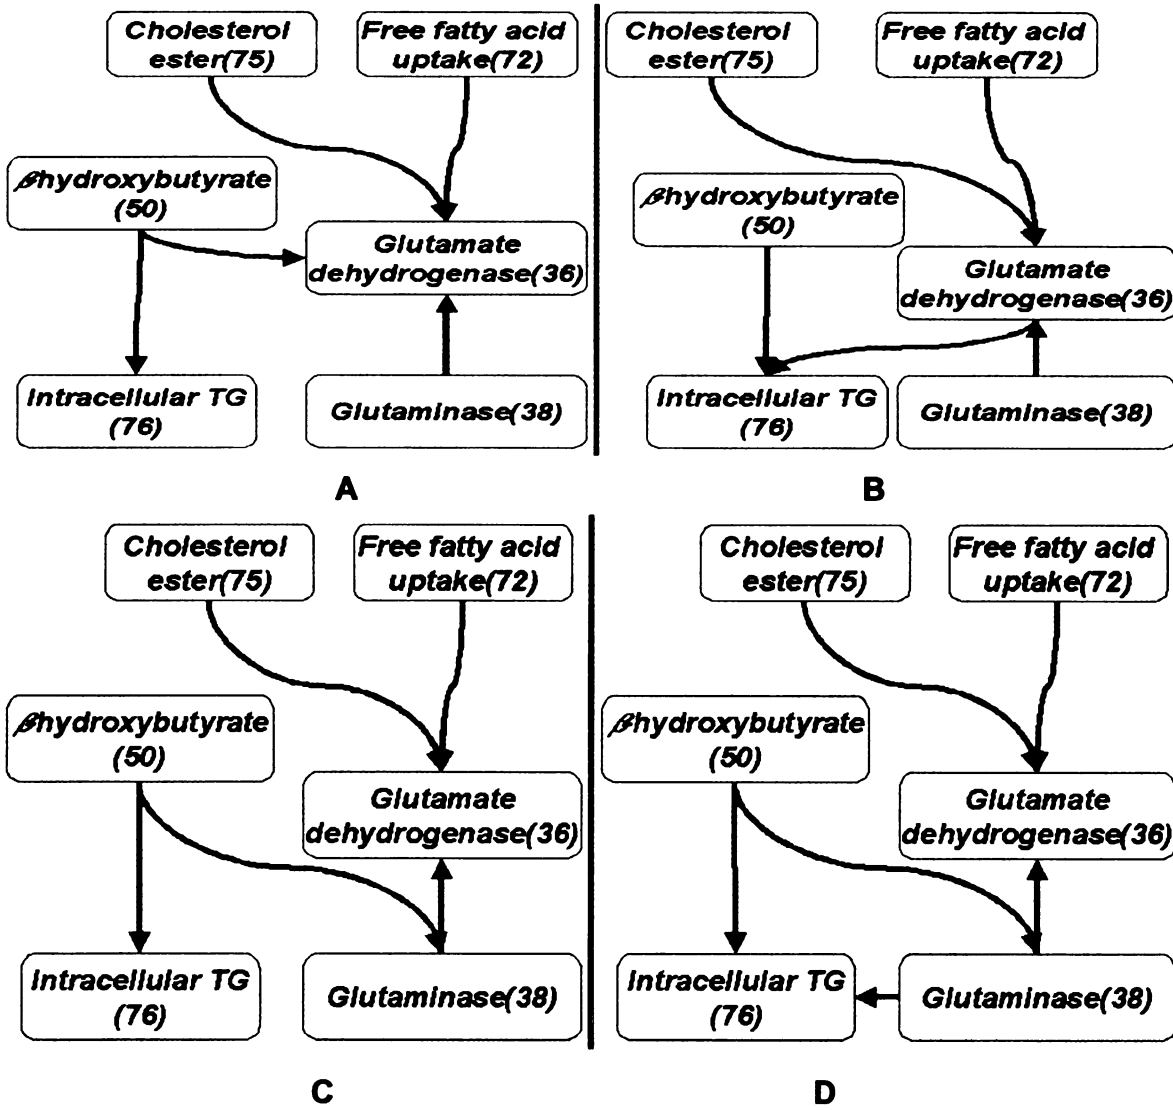 Cholesterol
ester(75)
Free fatty acid
uptake(72)
βhydroxybutyrate
(50)
Glutamate
dehydrogenase(36)
Intracellular TG
(76)
Glutaminase(38)
A
Cholesterol
ester(75)
Free fatty acid
uptake(72)
βhydroxybutyrate
(50)
Glutamate
dehydrogenase(36)
Intracellular TG
(76)
Glutaminase(38)
B
Cholesterol
ester(75)
Free fatty acid
uptake(72)
βhydroxybutyrate
(50)
Glutamate
dehydrogenase(36)
Intracellular TG
(76)
Glutaminase(38)
C
Cholesterol
ester(75)
Free fatty acid
uptake(72)
βhydroxybutyrate
(50)
Glutamate
dehydrogenase(36)
Intracellular TG
(76)
Glutaminase(38)
D